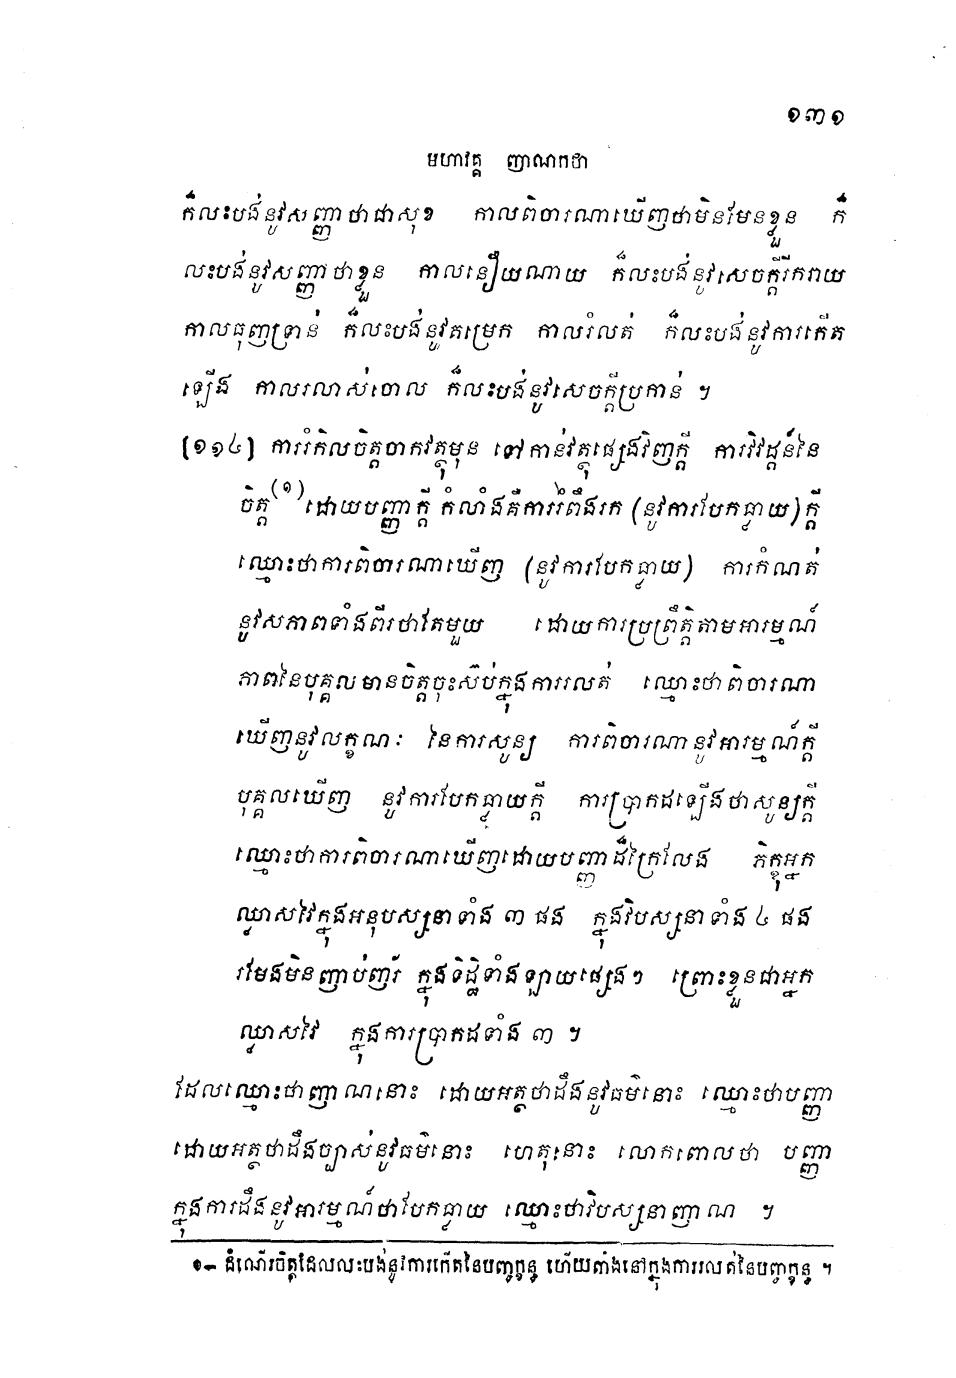 ១៣១
មហាវគ្គ ញាណកថា
ក៏លះបង់នូវសញ្ញាថាជាសុខ កាលពិចារណាឃើញថាមិនមែនខ្លួន ក៏
លះបង់នូវសញ្ញាថាខ្លួន កាលនឿយណាយ ក៏លះបង់នូវសេចក្តីរីករាយ
កាលធុញទ្រាន់ ក៏លះបង់នូវតម្រេក កាលរំលត់ ក៏លះបង់នូវការកើត
ឡើង កាលរលាស់ចោល ក៏លះបង់នូវសេចក្តីប្រកាន់ ។
[១១៤] ការរំកិលចិត្តចាកវត្ថុមុន ទៅកាន់វត្ថុផ្សេងវិញក្តី ការវិវដ្តន៍នៃ
ចិត្ត(១)ដោយបញ្ញាក្តី កំលាំងគឺការរំពឹងរក (នូវការបែកធ្លាយ)ក្តី
ឈ្មោះថាការពិចារណាឃើញ (នូវការបែកធ្លាយ) ការកំណត់
នូវសភាពទាំងពីរថាតែមួយ ដោយការប្រព្រឹត្តិតាមអារម្មណ៍
ភាពនៃបុគ្គលមានចិត្តចុះស៊ប់ក្នុងការរលត់ ឈ្មោះថាពិចារណា
ឃើញនូវលក្ខណៈ នៃការសូន្យ ការពិចារណានូវអារម្មណ៍ក្តី
បុគ្គលឃើញ នូវការបែកធ្លាយក្តី ការប្រាកដឡើងថាសូន្យក្តី
ឈ្មោះថាការពិចារណាឃើញដោយបញ្ញាដ៏ក្រៃលែង ភិក្ខុអ្នក
ឈ្លាសវៃក្នុងអនុបស្សនាទាំង ៣ ផង ក្នុងវិបស្សនាទាំង ៤ ផង
រមែងមិនញាប់ញ័រ ក្នុងទិដ្ឋិទាំងឡាយផ្សេងៗ ព្រោះខ្លួនជាអ្នក
ឈ្លាសវៃ ក្នុងការប្រាកដទាំង ៣ ។
ដែលឈ្មោះថាញាណនោះ ដោយអត្ថថាដឹងនូវធម៌នោះ ឈ្មោះថាបញ្ញា
ដោយអត្ថថាដឹងច្បាស់នូវធម៌នោះ ហេតុនោះ លោកពោលថា បញ្ញា
ក្នុងការដឹងនូវអារម្មណ៍ថាបែកធ្លាយ ឈ្មោះថាវិបស្សនាញាណ ។
១– ដំណើរចិត្តដែលលះបង់នូវការកើតនៃបញ្ចក្ខន្ធ ហើយតាំងនៅក្នុងការរលត់នៃបញ្ចក្ខន្ធ ។